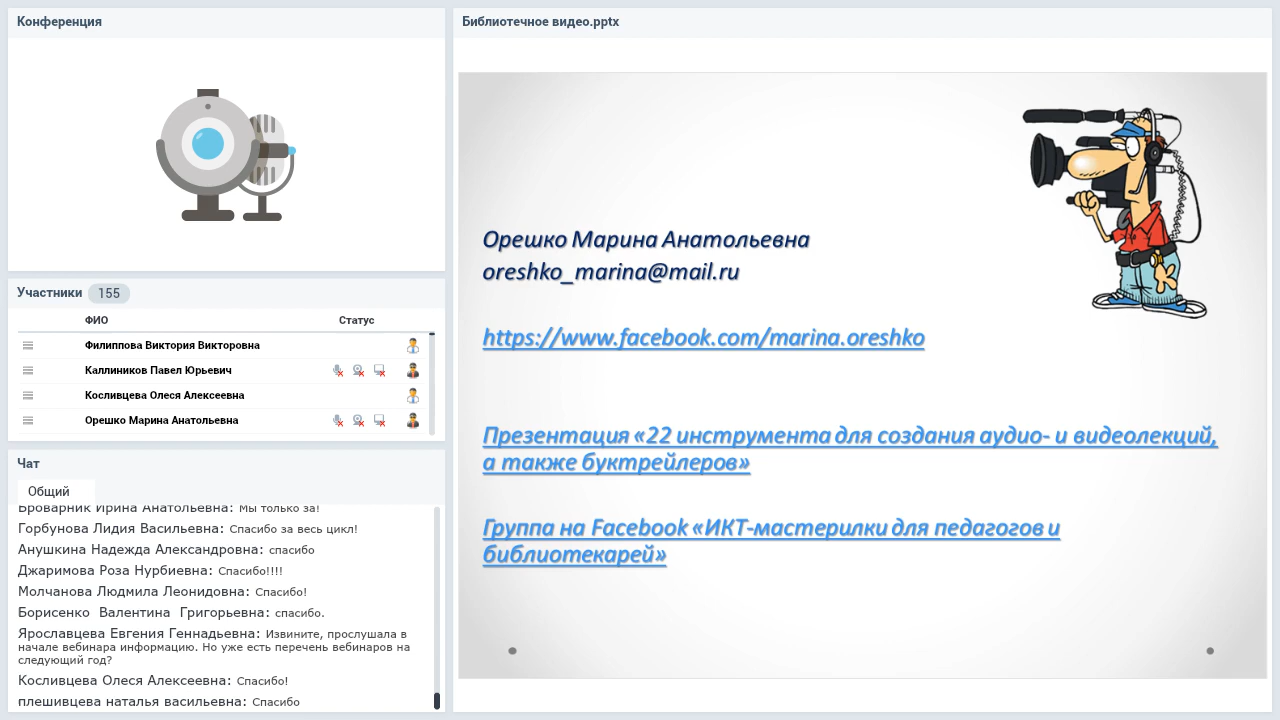 Конференция
Участники 155
ФИО Статус
Филиппова Виктория Викторовна
Каллиников Павел Юрьевич
Косливцева Олеся Алексеевна
Орешко Марина Анатольевна
Чат
Общий
Броварник Ирина Анатольевна: Мы только за!
Горбунова Лидия Васильевна: Спасибо за весь цикл!
Анушкина Надежда Александровна: спасибо
Джаримова Роза Нурбиевна: Спасибо!!!!
Молчанова Людмила Леонидовна: Спасибо!
Борисенко Валентина Григорьевна: спасибо.
Ярославцева Евгения Геннадьевна: Извините, прослушала в
начале вебинара информацию. Но уже есть перечень вебинаров на
следующий год?
Косливцева Олеся Алексеевна: Спасибо!
плешивцева наталья васильевна: Спасибо
Библиотечное видео.pptx
Орешко Марина Анатольевна
oreshko_marina@mail.ru
https://www.facebook.com/marina.oreshko
Презентация «22 инструмента для создания аудио- и видеолекций,
а также буктрейлеров»
Группа на Facebook «ИКТ-мастерилки для педагогов и
библиотекарей»